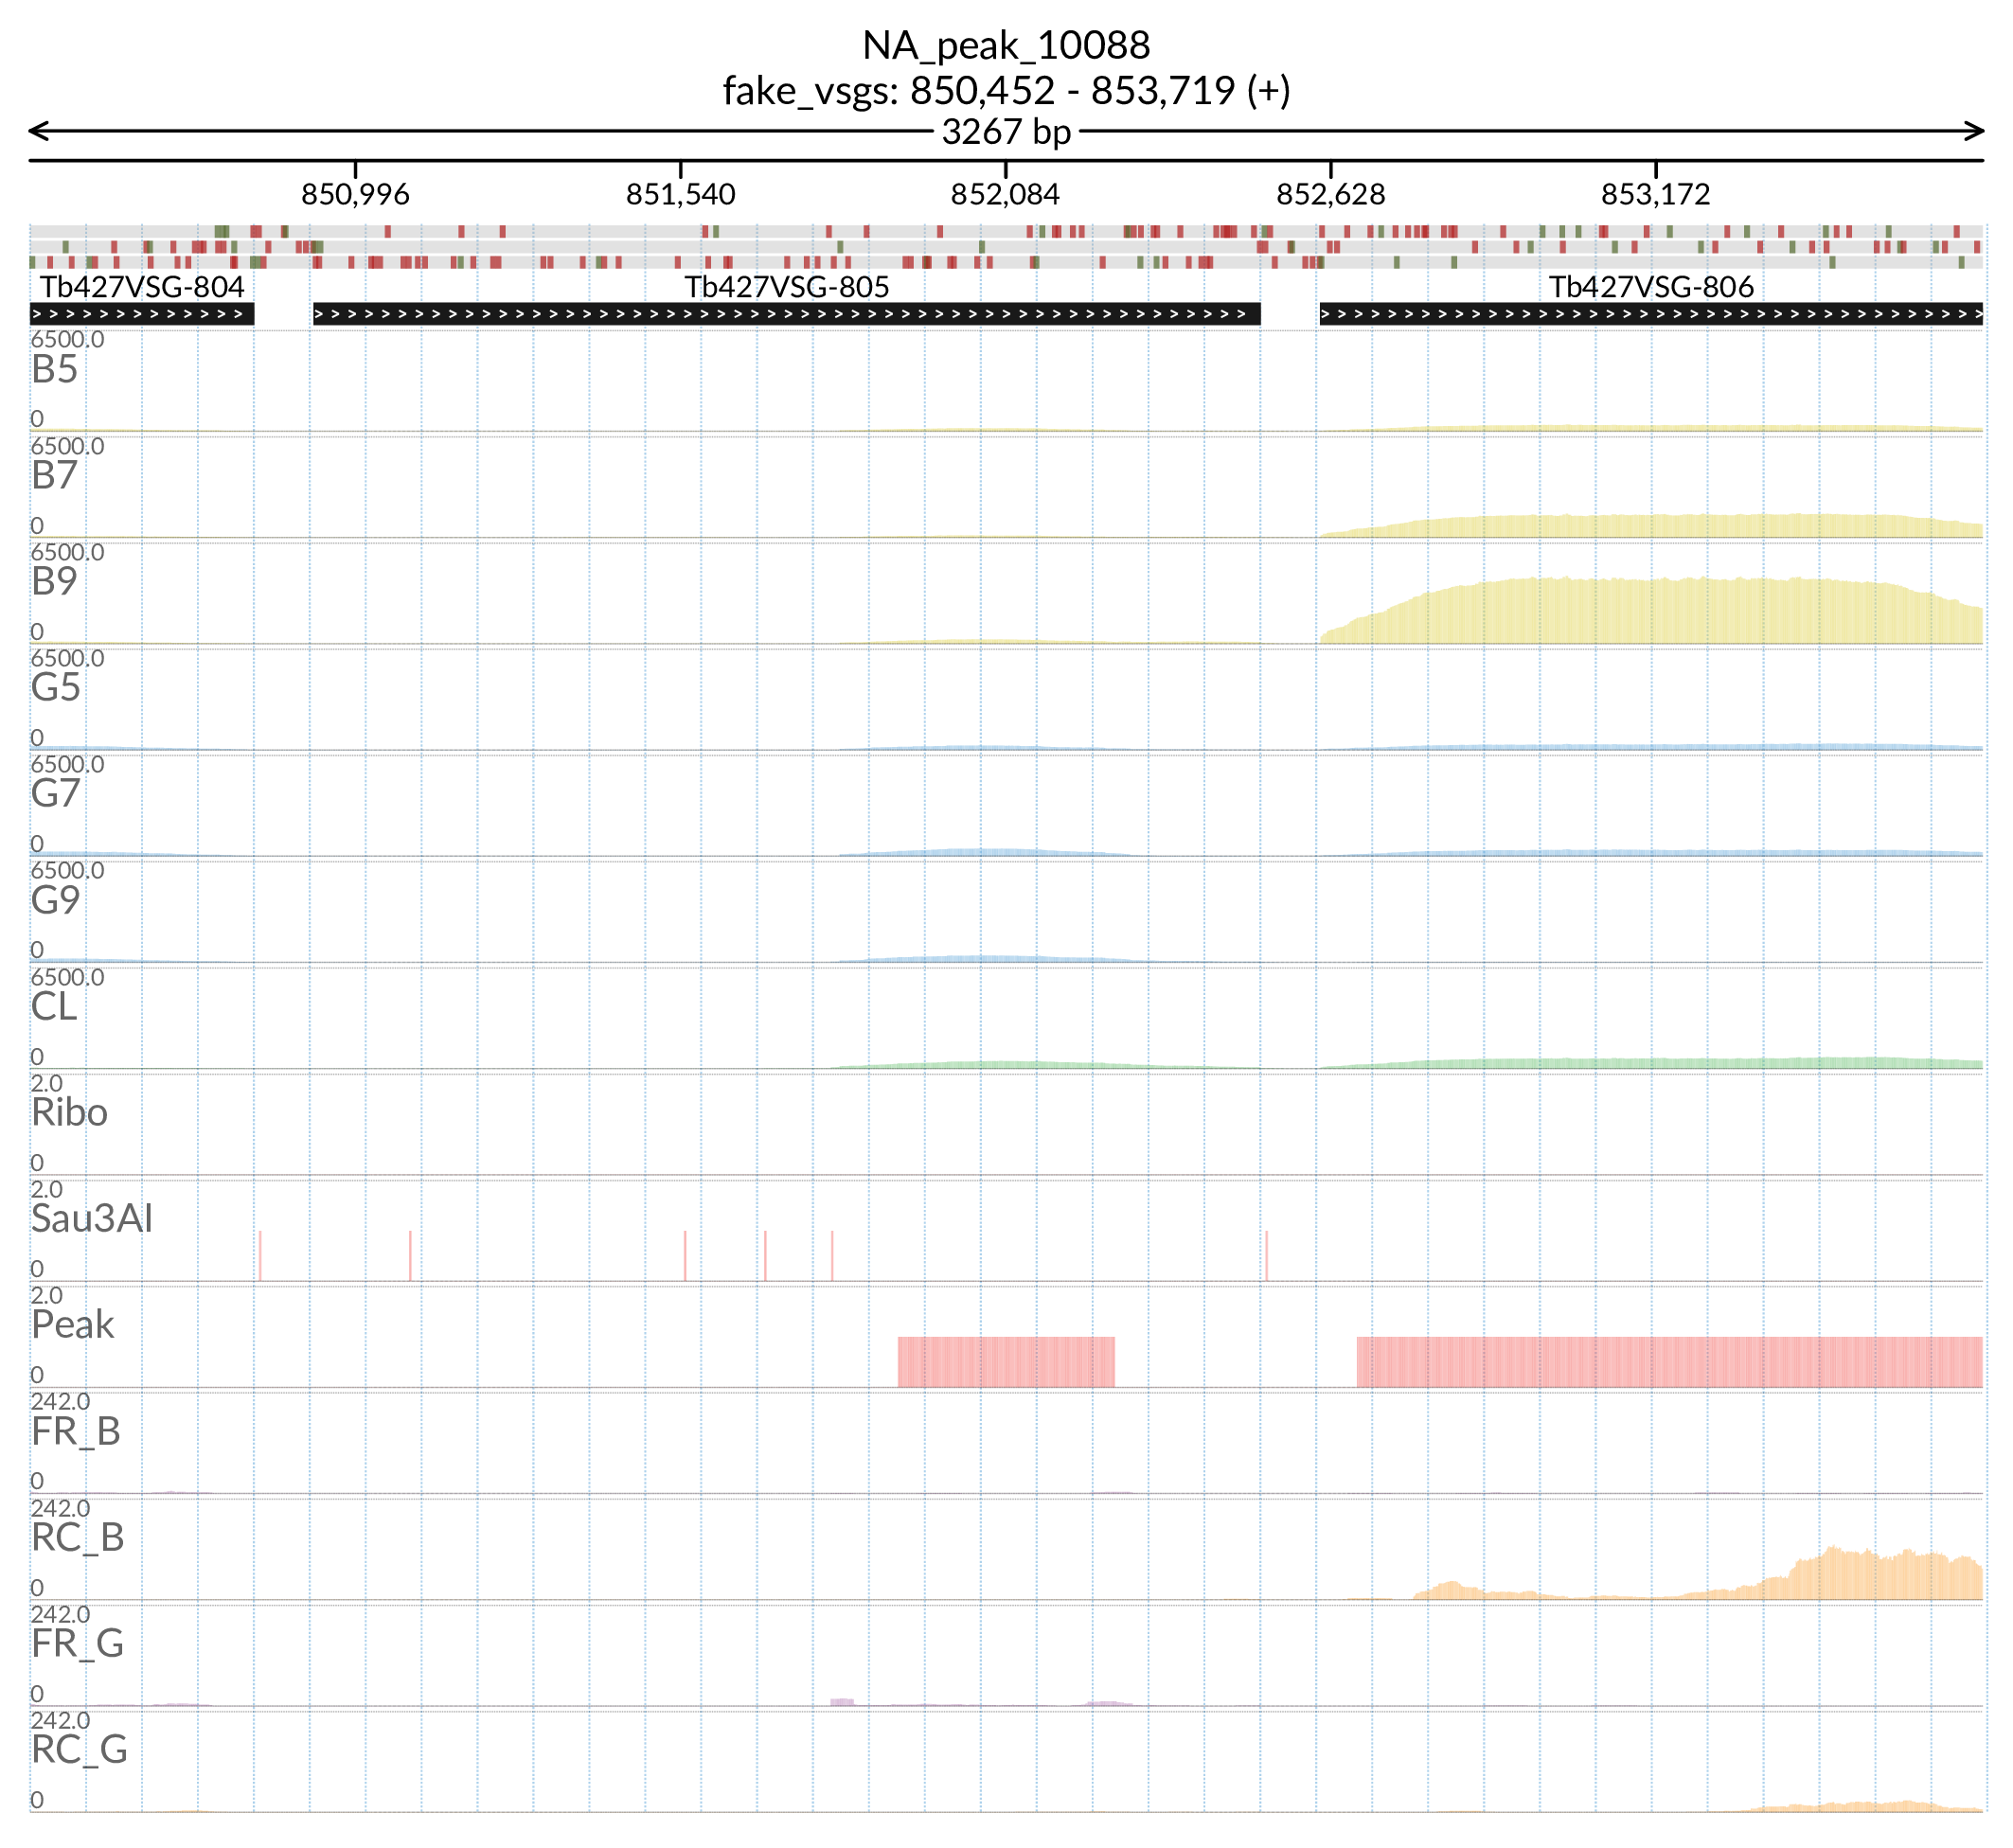 NA_peak_10088
fake_vsgs: 850,452 - 853,719 (+)
3267 bp
850,996 851,540 852,084 852,628 853,172
Tb427VSG-804 Tb427VSG-805 Tb427VSG-806
6500.0
B5
0
6500.0
B7
0
6500.0
B9
0
6500.0
G5
0
6500.0
G7
0
6500.0
G9
0
6500.0
CL
0
2.0
Ribo
0
2.0
Sau3AI
0
2.0
Peak
0
242.0
FR_B
0
242.0
RC_B
0
242.0
FR_G
0
242.0
RC_G
0